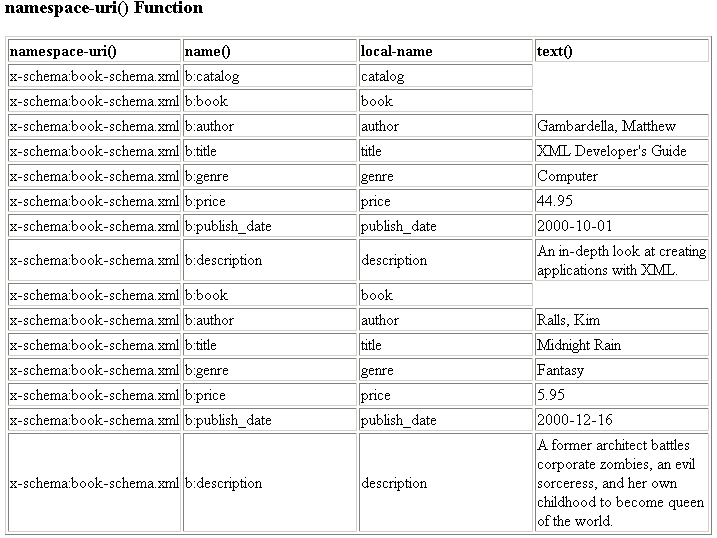 namespace-uri() Function
namespace-uri() name() local-name text()
x-schema:book-schema.xml b:catalog catalog
x-schema:book-schema.xml b:book book
x-schema:book-schema.xml b:author author Gambardella, Matthew
x-schema:book-schema.xml b:title title XML Developer's Guide
x-schema:book-schema.xml b:genre genre Computer
x-schema:book-schema.xml b:price price 44.95
x-schema:book-schema.xml b:publish_date publish_date 2000-10-01
x-schema:book-schema.xml b:description description An in-depth look at creating
applications with XML.
x-schema:book-schema.xml b:book book
x-schema:book-schema.xml b:author author Ralls, Kim
x-schema:book-schema.xml b:title title Midnight Rain
x-schema:book-schema.xml b:genre genre Fantasy
x-schema:book-schema.xml b:price price 5.95
x-schema:book-schema.xml b:publish_date publish_date 2000-12-16
x-schema:book-schema.xml b:description description A former architect battles
corporate zombies, an evil
sorceress, and her own
childhood to become queen
of the world.